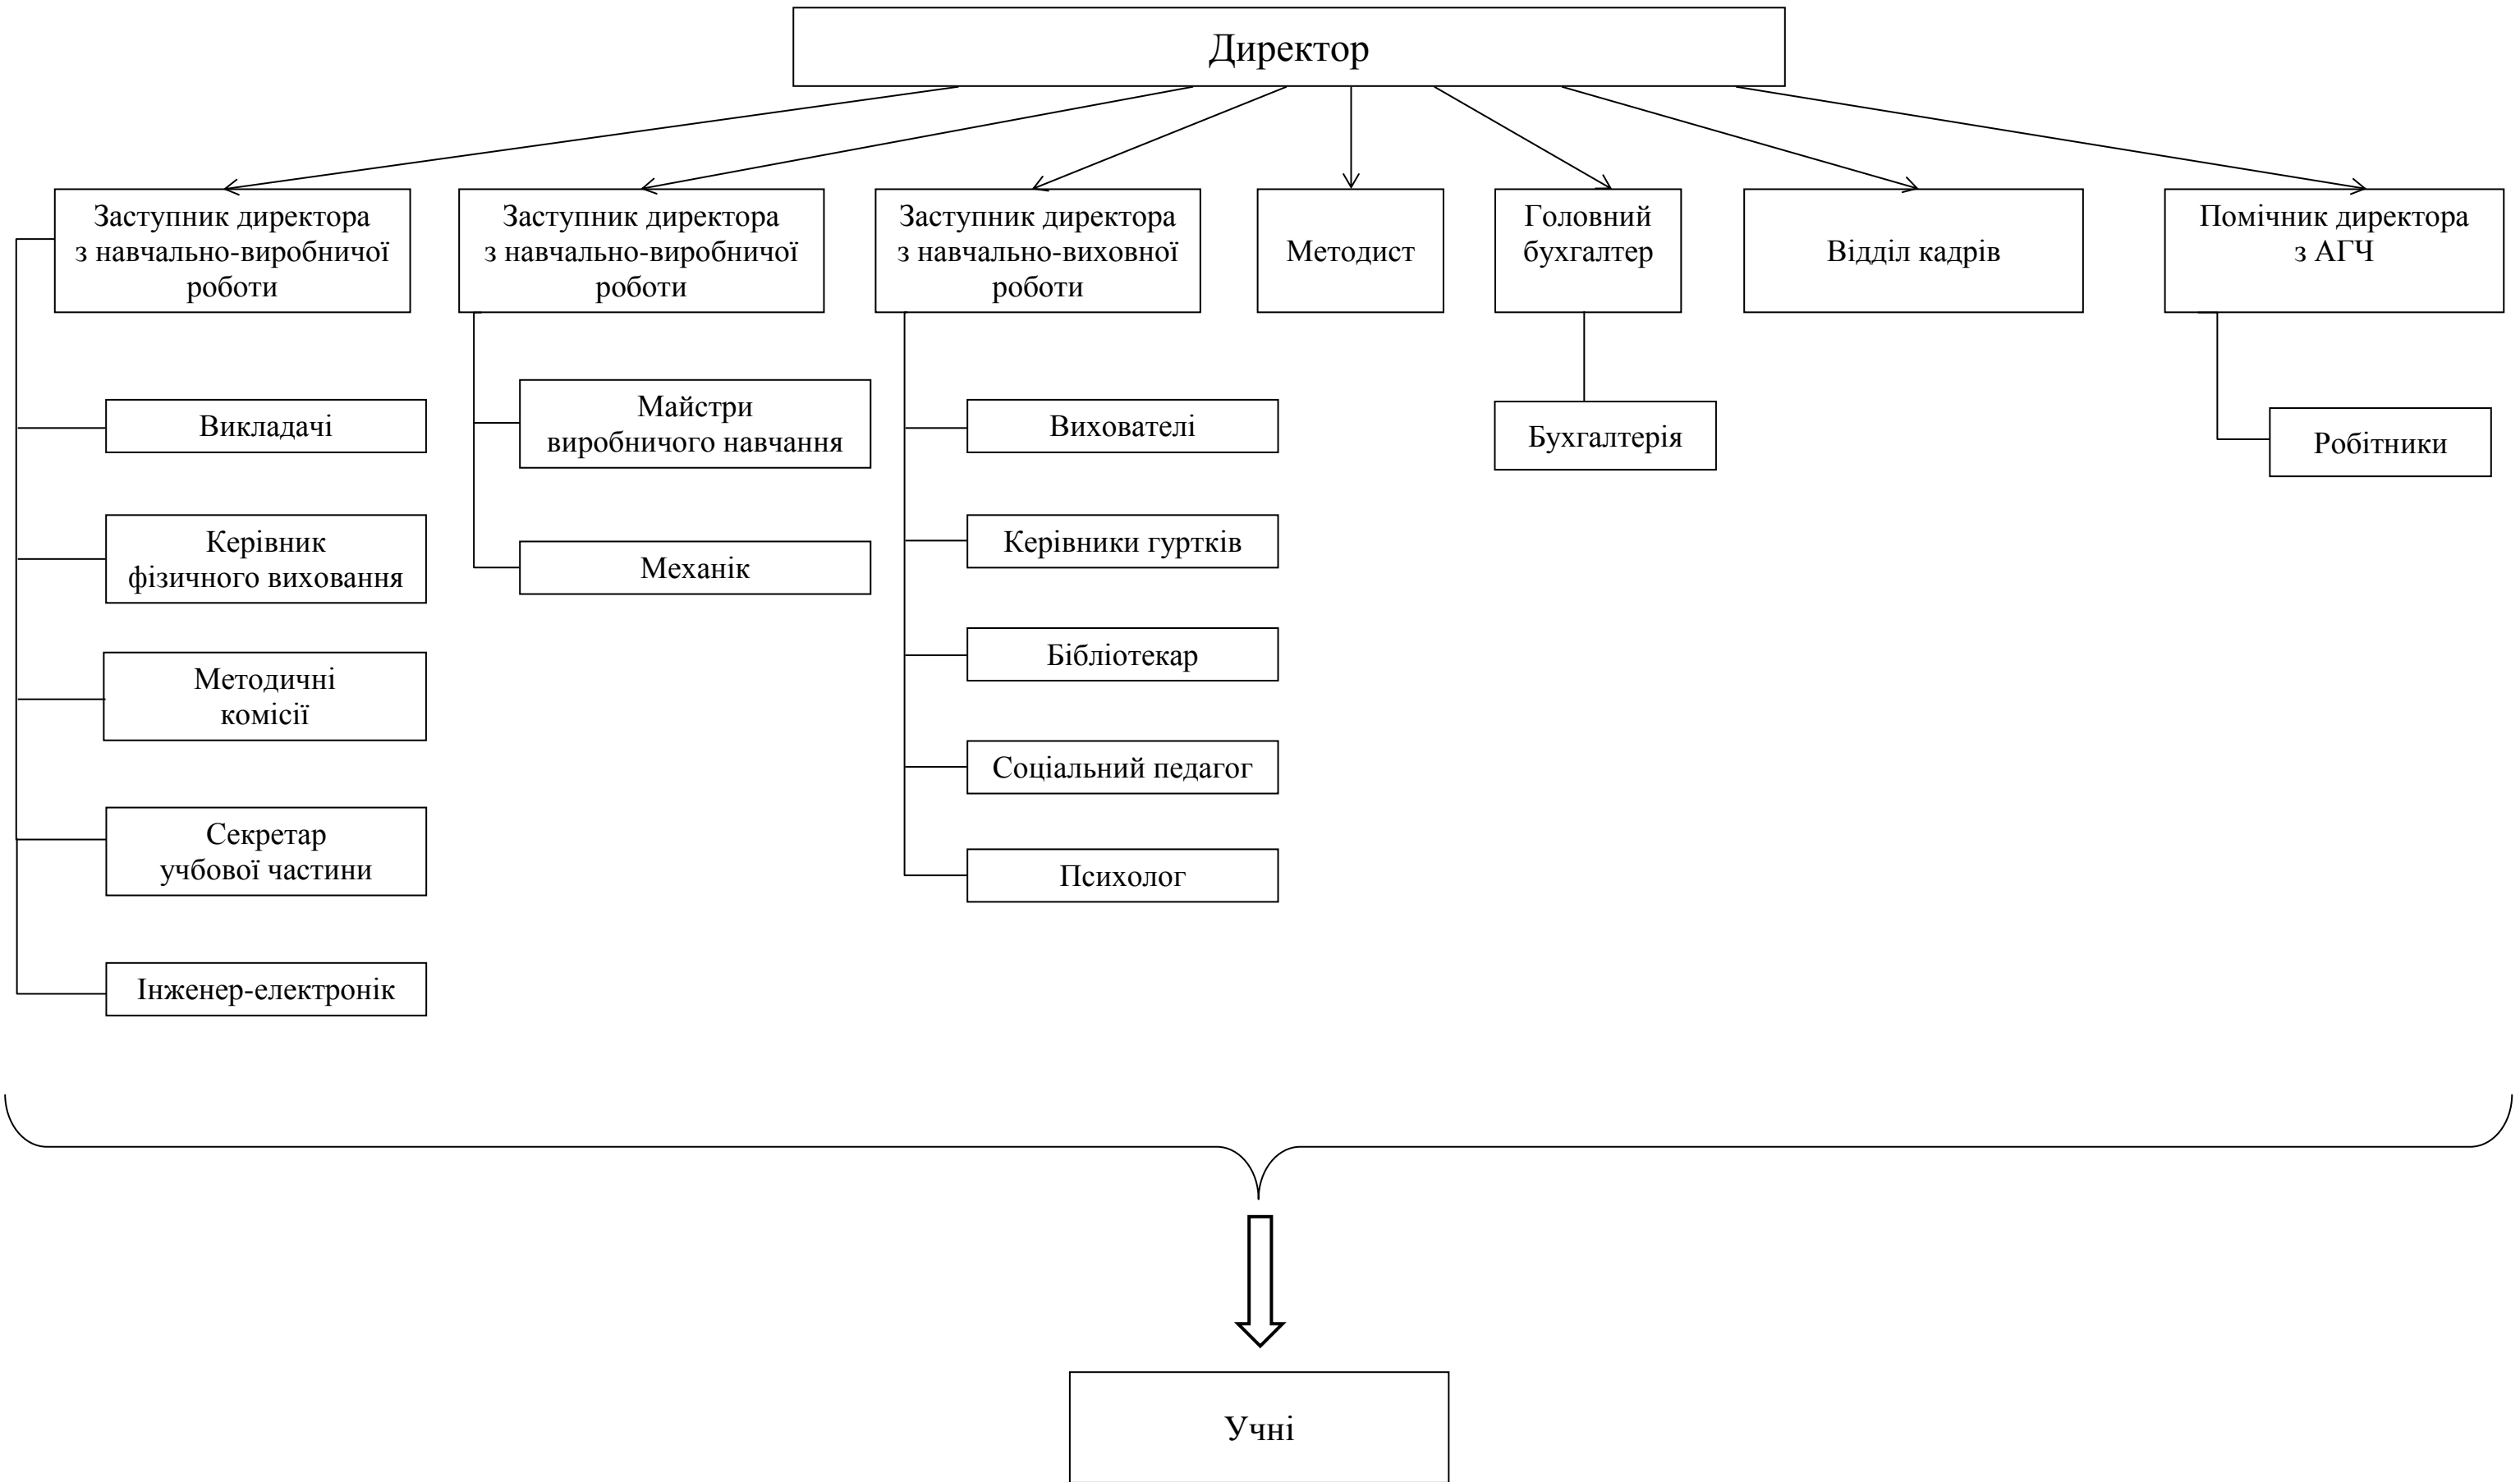 Директор
Заступник директора
з навчально-виробничої
роботи
Заступник директора
з навчально-виробничої
роботи
Заступник директора
з навчально-виховної
роботи
Методист
Головний
бухгалтер
Відділ кадрів
Помічник директора
з АГЧ
Викладачі
Керівник
фізичного виховання
Методичні
комісії
Секретар
учбової частини
Інженер-електронік
Майстри
виробничого навчання
Механік
Вихователі
Керівники гуртків
Бібліотекар
Соціальний педагог
Психолог
Бухгалтерія
Робітники
Учні